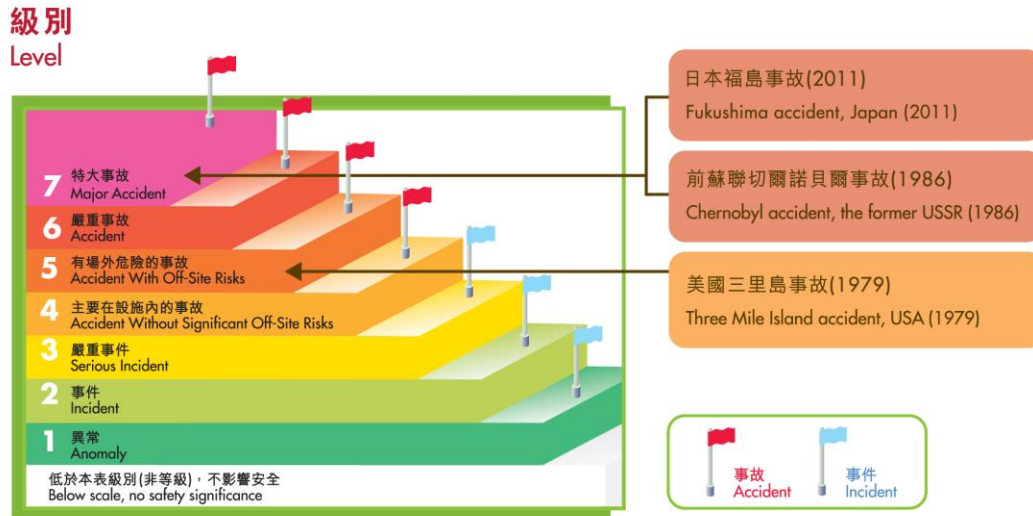 級別
Level
7 特大事故
Major Accident
6 嚴重事故
Accident
5 有場外危險的事故
Accident With Off-Site Risks
4 主要在設施內的事故
Accident Without Significant Off-Site Risks
3 嚴重事件
Serious Incident
2 事件
Incident
1 異常
Anomaly
低於本表級別(非等級)，不影響安全
Below scale, no safety significance
日本福島事故(2011)
Fukushima accident, Japan (2011)
前蘇聯切爾諾貝爾事故(1986)
Chernobyl accident, the former USSR (1986)
美國三里島事故(1979)
Three Mile Island accident, USA (1979)
事故
Accident
事件
Incident